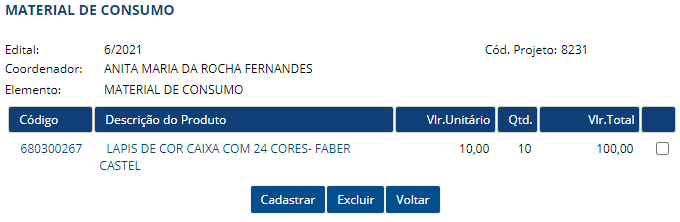 MATERIAL DE CONSUMO
Edital: 6/2021 Cód. Projeto: 8231
Coordenador: ANITA MARIA DA ROCHA FERNANDES
Elemento: MATERIAL DE CONSUMO
Código Descrição do Produto Vlr.Unitário Qtd. Vlr.Total
680300267 LAPIS DE COR CAIXA COM 24 CORES- FABER 10,00 10 100,00
CASTEL
Cadastrar Excluir Voltar